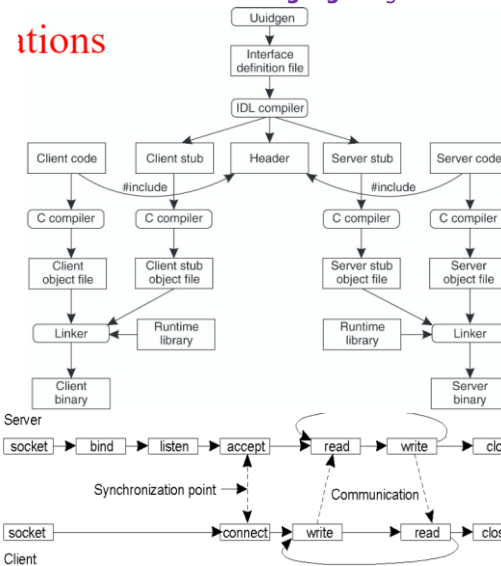 ations
Uuidgen
Interface
definition file
IDL compiler
Client code
Client stub
Header
Server stub
Server code
#include
#include
C compiler
C compiler
C compiler
C compiler
Client
object file
Client stub
object file
Server stub
object file
Server
object file
Linker
Runtime
library
Runtime
library
Linker
Client
binary
Server
binary
Server
socket
bind
listen
accept
read
write
clo
Synchronization point
Communication
socket
connect
write
read
clos
Client